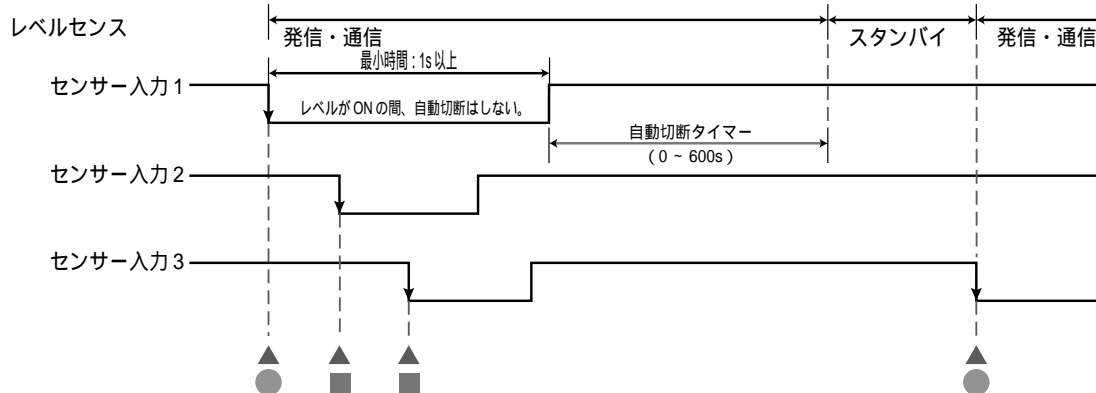 レベルセンス
発信・通信
スタンバイ
発信・通信
最小時間:1s以上
センサー入力1
レベルがONの間、自動切断はしない。
自動切断タイマー
(0 ~ 600s)
センサー入力2
センサー入力3